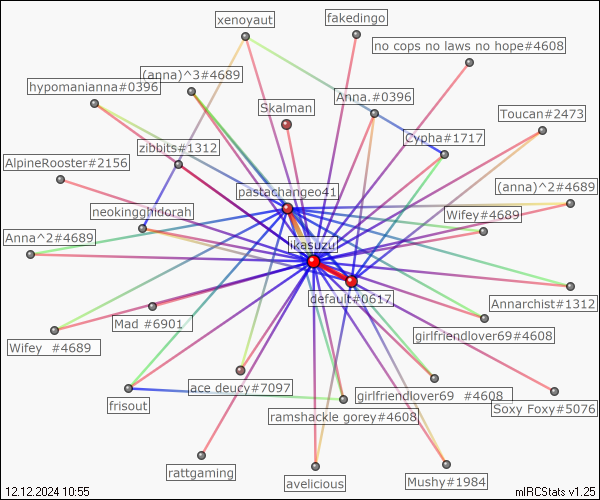 xenoyaut
fakedingo
no cops no laws no hope#4608
(anna)^3#4689
hypomanianna#0396
Anna.#0396
Skalman
Toucan#2473
Cypha#1717
zibbits#1312
AlpineRooster#2156
pastachangeo41
(anna)^2#4689
neokingghidorah
Wifey#4689
Anna^2#4689
likasuzu
default#0617
Annarchist#1312
Mad #6901
girlfriendlover69#4608
Wifey #4689
ace deucy#7097
girlfriendlover69 #4608
frisout
ramshackle gorey#4608
Soxy Foxy#5076
rattgaming
avelicious
Mushy#1984
12.12.2024 10:55
mIRCStats v1.25